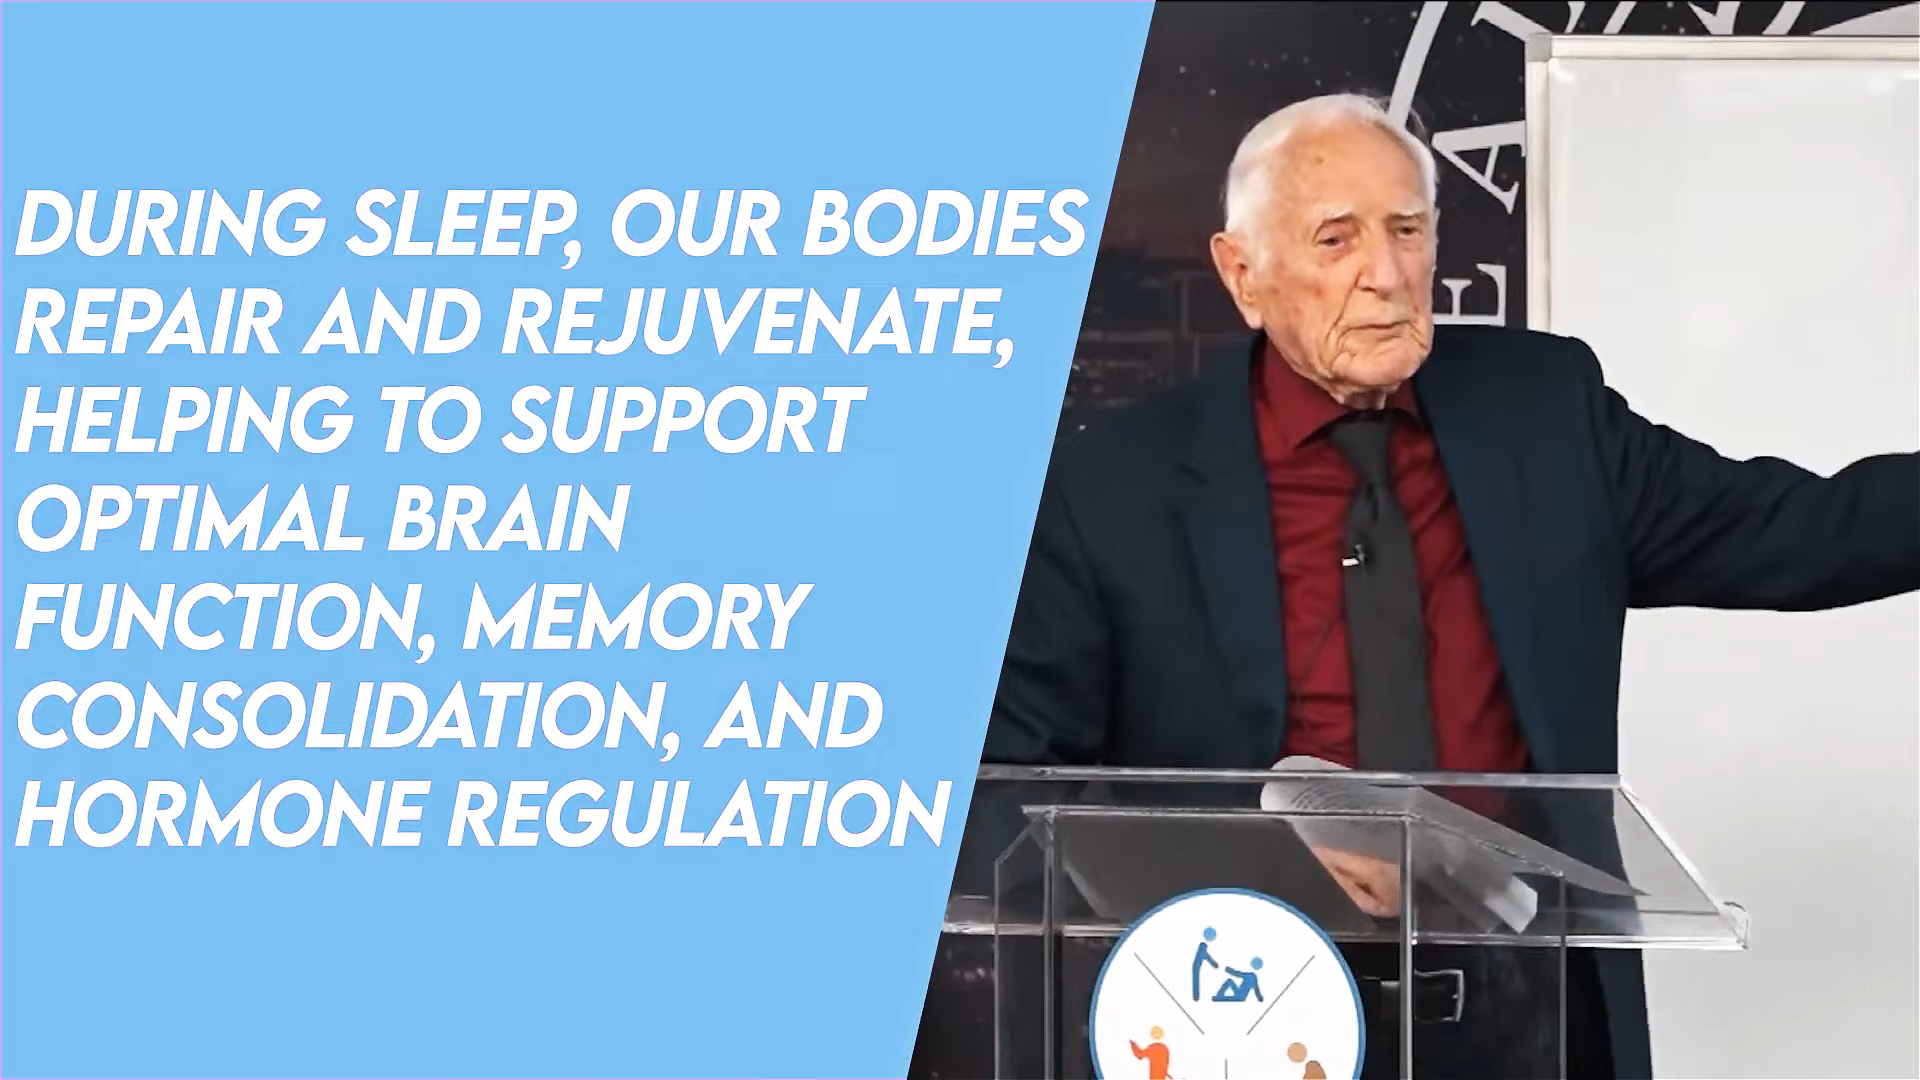 DURING SLEEP, OUR BODIES
REPAIR AND REJUVENATE,
HELPING TO SUPPORT
OPTIMAL BRAIN
FUNCTION, MEMORY
CONSOLIDATION, AND
HORMONE REGULATION